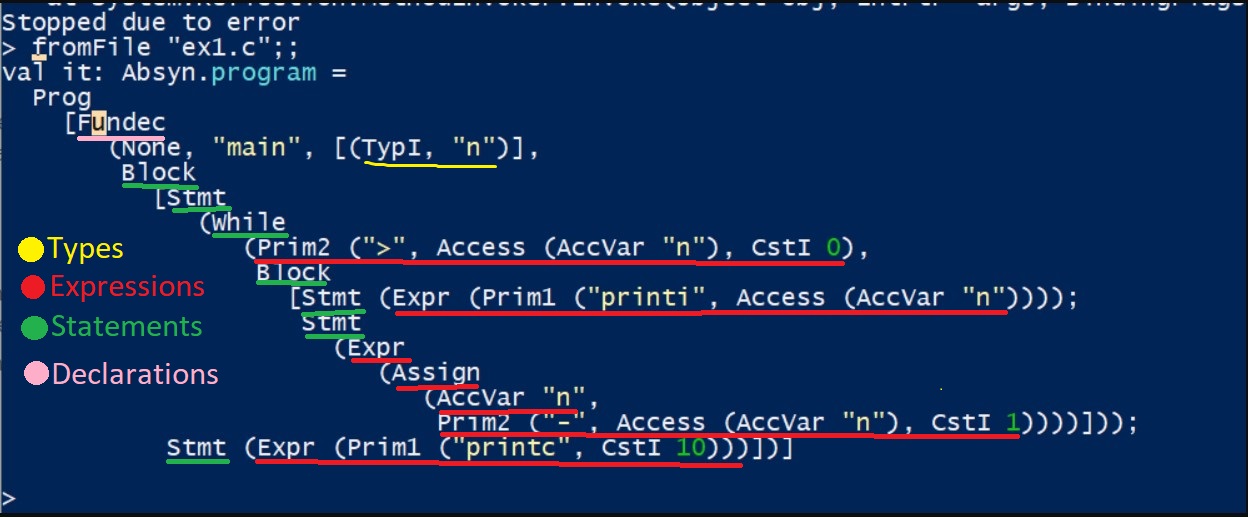 Stopped due to error
> fromFile "ex1.c";;
val it: Absyn.program =
Prog
[Fundec
(None, "main", [(TypI, "n")],
Block
[Stmt
(While
(Prim2 (">", Access (AccVar "n"), CstI 0),
Block
[Stmt (Expr (Prim1 ("printi", Access (AccVar "n"))));
Stmt
(Expr
(Assign
(AccVar "n",
Prim2 ("-", Access (AccVar "n"), CstI 1))))]));
Stmt (Expr (Prim1 ("printc", CstI 10)))])]
>
Types
Expressions
Statements
Declarations